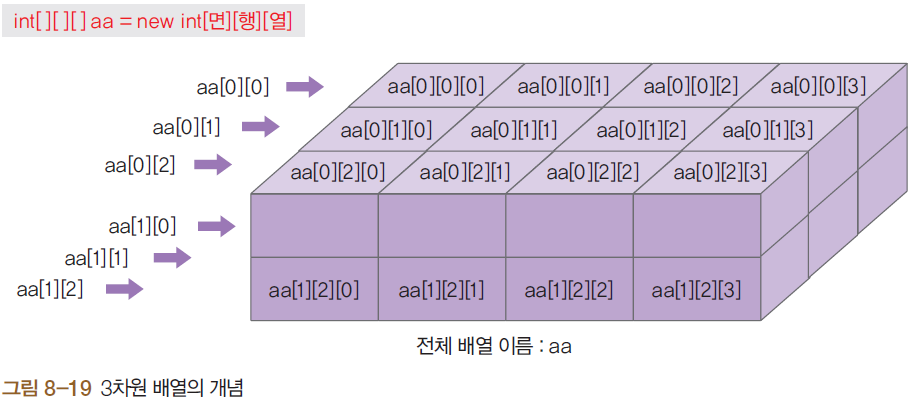 int[ ][ ][ ] aa = new int[면][행][열]
aa[0][0] aa[0][0][0] aa[0][0][1] aa[0][0][2] aa[0][0][3]
aa[0][1] aa[0][1][0] aa[0][1][1] aa[0][1][2] aa[0][1][3]
aa[0][2] aa[0][2][0] aa[0][2][1] aa[0][2][2] aa[0][2][3]
aa[1][0]
aa[1][1]
aa[1][2] aa[1][2][0] aa[1][2][1] aa[1][2][2] aa[1][2][3]
전체 배열 이름 : aa
그림 8-19 3차원 배열의 개념